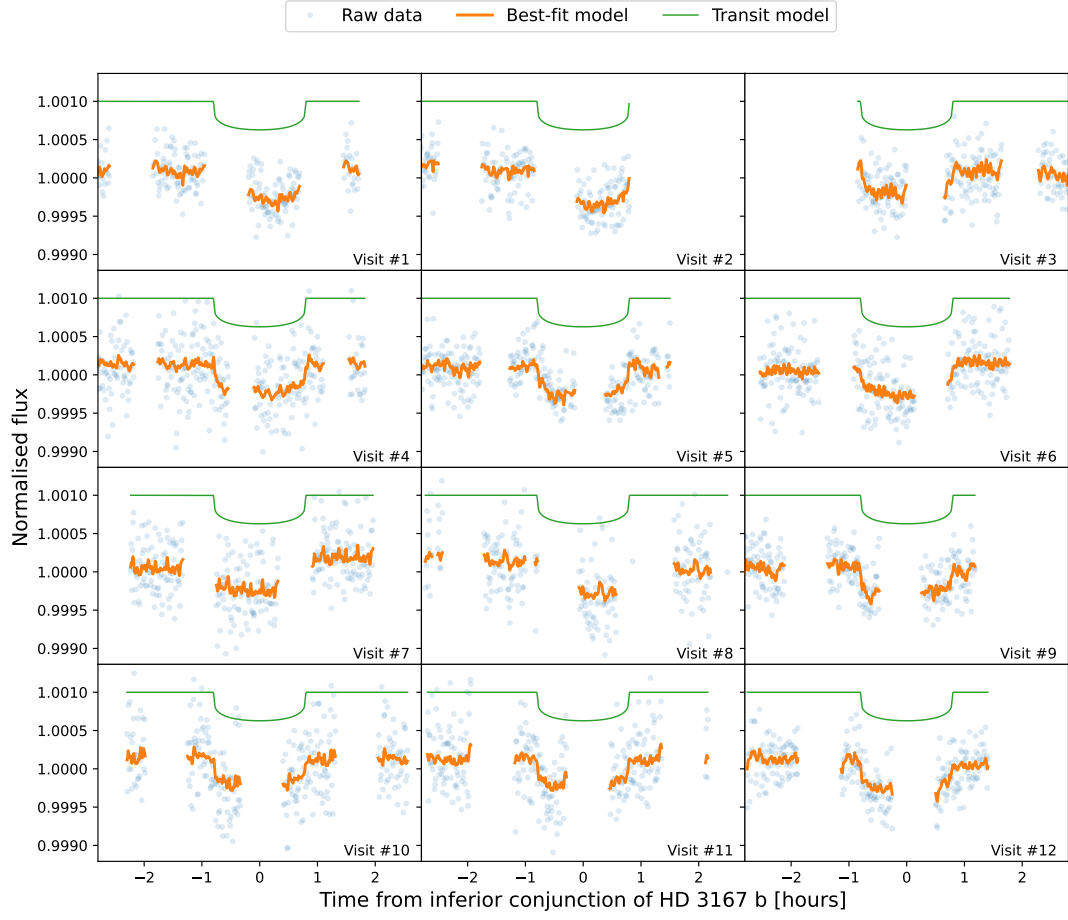 Raw data Best-fit model Transit model
1.0010
1.0005
1.0000
0.9995
0.9990
Visit #1
Visit #2
Visit #3
1.0010
1.0005
1.0000
0.9995
0.9990
Visit #4
Visit #5
Visit #6
Normalised flux
1.0010
1.0005
1.0000
0.9995
0.9990
Visit #7
Visit #8
Visit #9
1.0010
1.0005
1.0000
0.9995
0.9990
Visit #10
Visit #11
Visit #12
−2 −1 0 1 2 −2 −1 0 1 2 −2 −1 0 1 2
Time from inferior conjunction of HD 3167 b [hours]